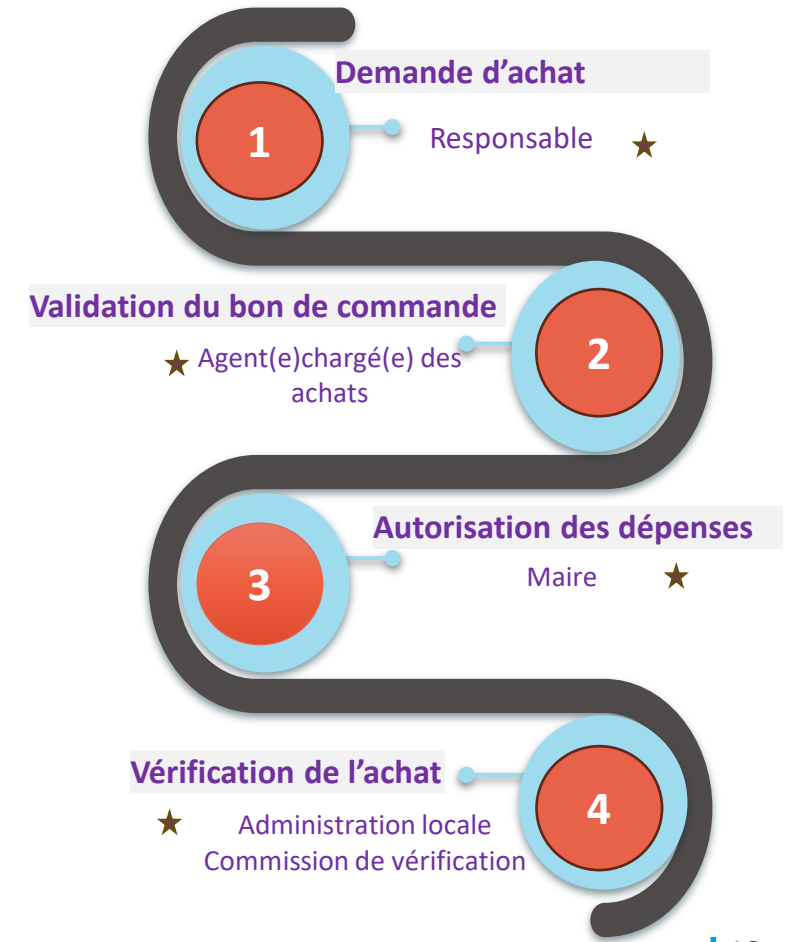 Demande d'achat
1
Responsable
Validation du bon de commande
2
Agent(e)chargé(e) des
achats
Autorisation des dépenses
3
Maire
Vérification de l'achat
4
Administration locale
Commission de vérification